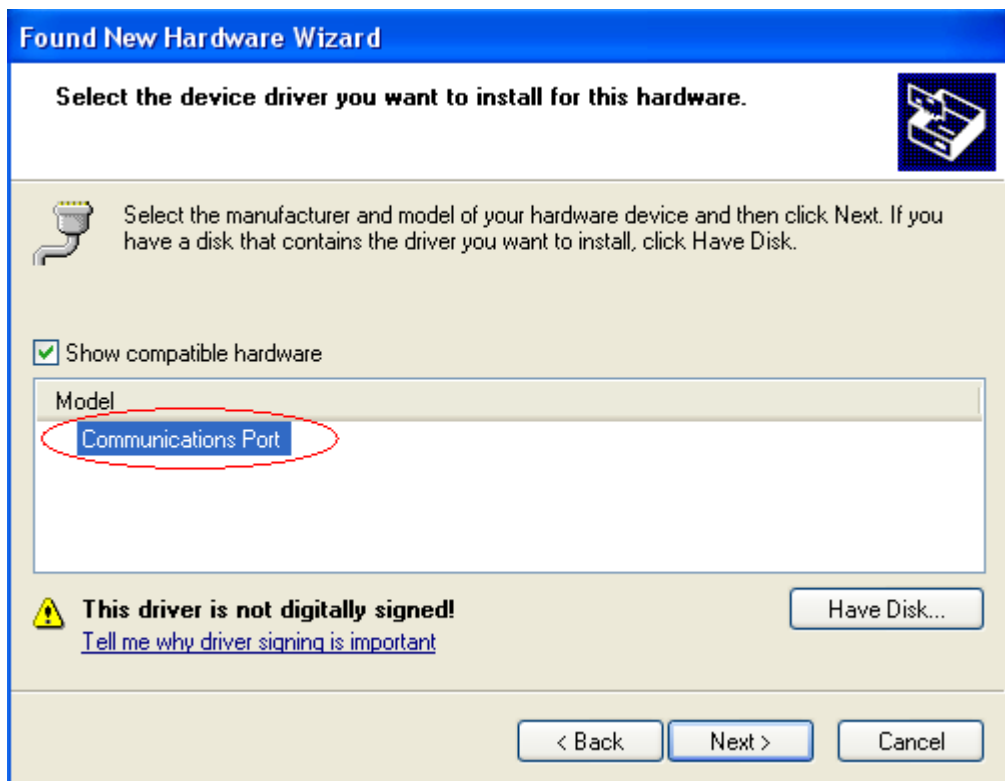 Found New Hardware Wizard
Select the device driver you want to install for this hardware.
Select the manufacturer and model of your hardware device and then click Next. If you
have a disk that contains the driver you want to install, click Have Disk.
Show compatible hardware
Model
Communications Port
This driver is not digitally signed!
Have Disk...
Tell me why driver signing is important
< Back
Next >
Cancel